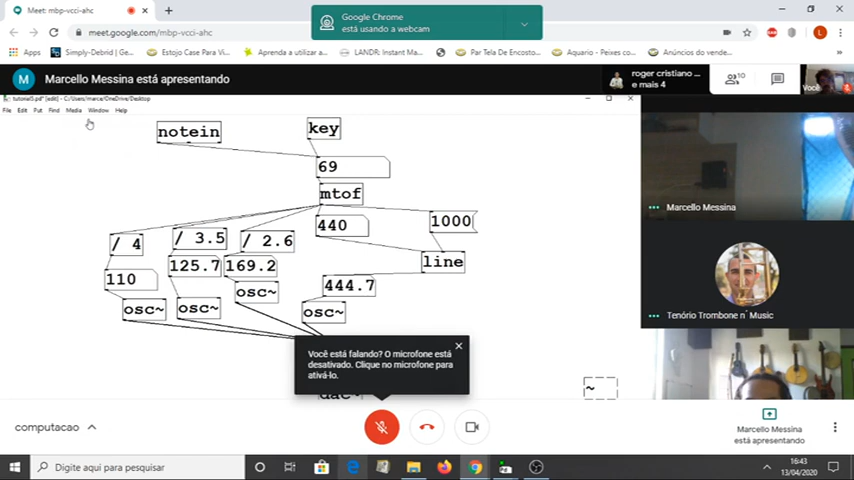 Meet: mbp-vcci-ahc
Google Chrome
está usando a webcam
meet.google.com/mbp-vcci-ahc
Apps
Simply-Debrid | Ge...
Estojo Case Para Vi...
Aprenda a utilizar a...
LANDR: Instant Ma...
Par Tela De Encosto...
Aquario - Peixes co...
Anúncios do vende...
M
Marcello Messina está apresentando
roger cristiano ...
e mais 4
10
Você
File Edit Put Find Media Window Help
notein
key
69
mtof
/ 4
/ 3.5
/ 2.6
440
1000
110
125.7
169.2
line
444.7
osc~
osc~
osc~
osc~
Você está falando? O microfone está
desativado. Clique no microfone para
ativá-lo.
dac~
~
Marcello Messina
Tenório Trombone n´ Music
computacao
Marcello Messina
está apresentando
Digite aqui para pesquisar
16:43
13/04/2020